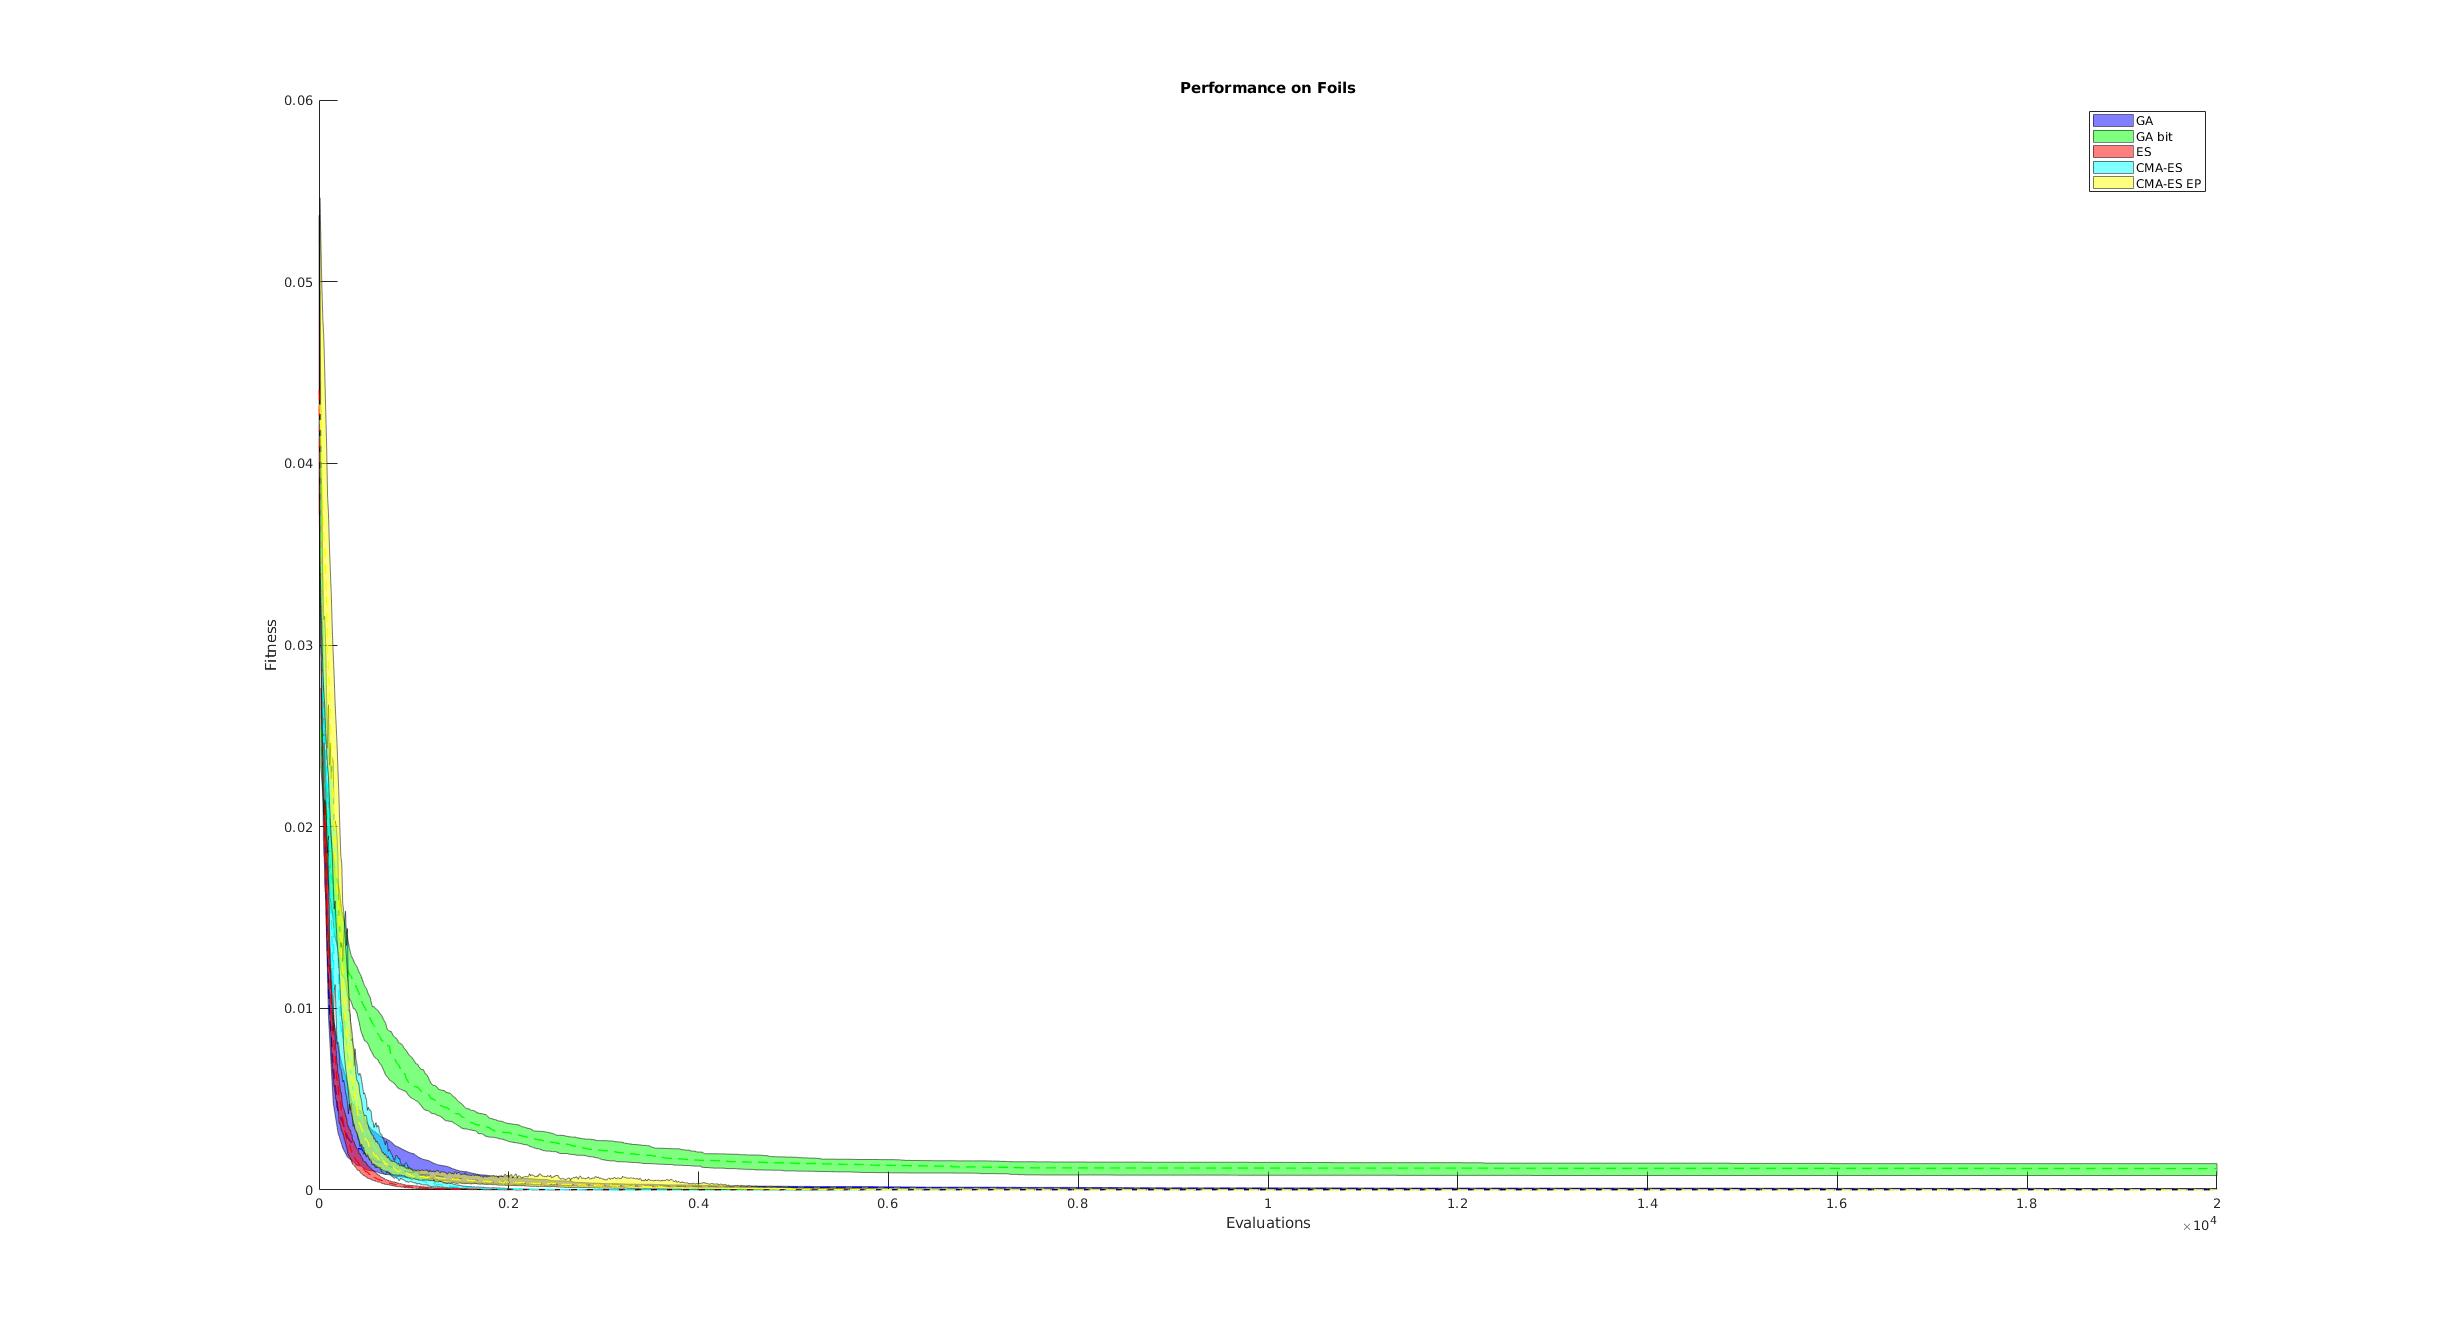 Performance on Foils
0.06
0.05
0.04
0.03
0.02
0.01
0
Fitness
GA
GA bit
ES
CMA-ES
CMA-ES EP
0 0.2 0.4 0.6 0.8 1 1.2 1.4 1.6 1.8 2
Evaluations
×10⁴